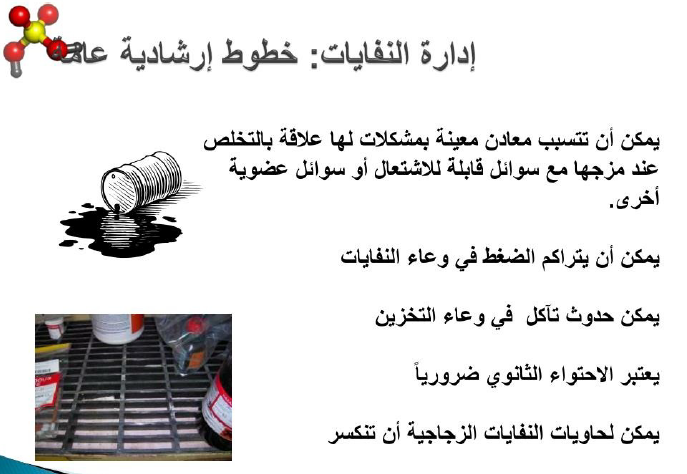 إدارة النفايات: خطوط إرشادية عامة
يمكن أن تتسبب معادن معينة بمشكلات لها علاقة بالتخلص
عند مزجها مع سوائل قابلة للاشتعال أو سوائل عضوية
أخرى.
يمكن أن يتراكم الضغط في وعاء النفايات
يمكن حدوث تآكل في وعاء التخزين
يعتبر الاحتواء الثانوي ضرورياً
يمكن لحاويات النفايات الزجاجية أن تنكسر